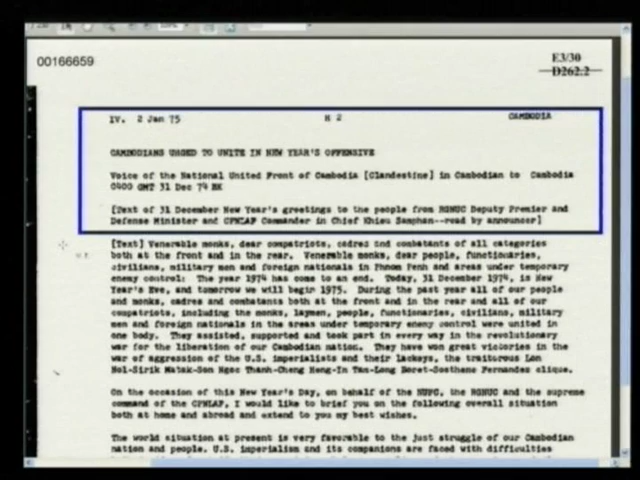 00166659
E3/30
D262.2
IV. 2 Jan 75 H 2 CAMBODIA
CAMBODIANS URGED TO UNITE IN NEW YEAR'S OFFENSIVE
Voice of the National United Front of Cambodia [Clandestine] in Cambodian to Cambodia
0400 GMT 31 Dec 74 BK
[Text of 31 December New Year's greetings to the people from RGNUC Deputy Premier and
Defense Minister and CPNLAF Commander in Chief Khieu Samphan--read by announcer]
[Text] Venerable monks, dear compatriots, cadres and combatants of all categories
both at the front and in the rear. Venerable monks, dear people, functionaries,
civilians, military men and foreign nationals in Phnom Penh and areas under temporary
enemy control: The year 1974 has come to an end. Today, 31 December 1974, is New
Year's Eve, and tomorrow we will begin 1975. During the past year all of our people
and monks, cadres and combatants both at the front and in the rear and all of our
compatriots, including the monks, laymen, people, functionaries, civilians, military
men and foreign nationals in the areas under temporary enemy control were united in
one body. They assisted, supported and took part in every way in the revolutionary
war for the liberation of our Cambodian nation. They have won great victories in the
war of aggression of the U.S. imperialists and their lackeys, the traitorous Lon
Nol-Sirik Matak-Son Ngoc Thanh-Cheng Heng-In Tam-Long Boret-Sosthene Fernandez clique.
On the occasion of this New Year's Day, on behalf of the NUFC, the RGNUC and the supreme
command of the CPNLAF, I would like to brief you on the following overall situation
both at home and abroad and extend to you my best wishes.
The world situation at present is very favorable to the just struggle of our Cambodian
nation and people. U.S. imperialism and its companions are faced with difficulties